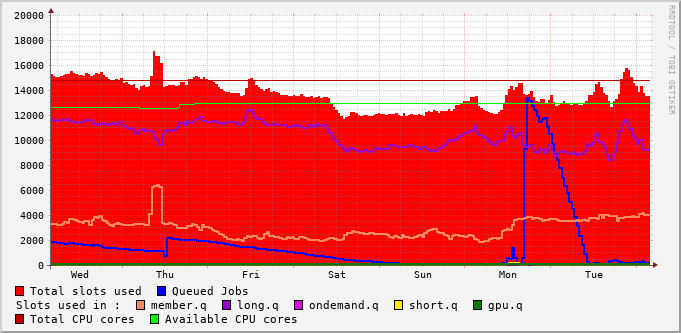 20000
18000
16000
14000
12000
10000
8000
6000
4000
2000
0
Wed Thu Fri Sat Sun Mon Tue
RRDTOOL / TOBI OETIKER
Total slots used Queued Jobs
Slots used in : member.q long.q ondemand.q short.q gpu.q
Total CPU cores Available CPU cores